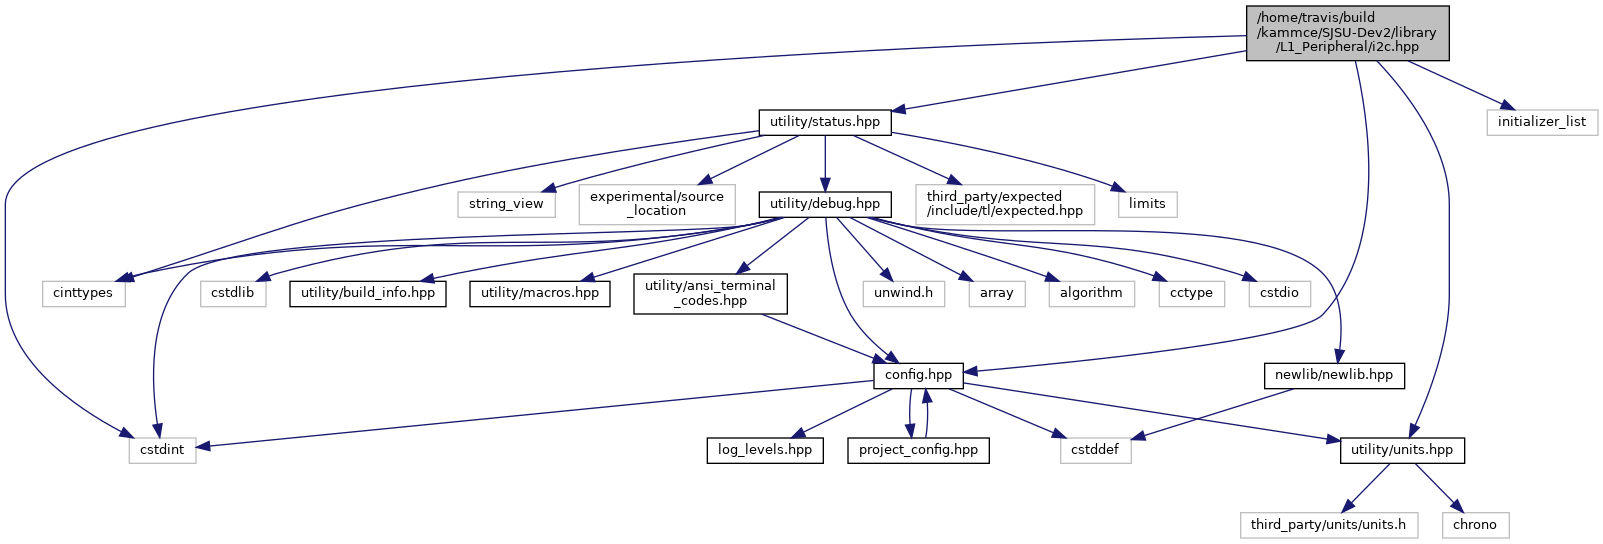 /home/travis/build
/kammce/SJSU-Dev2/library
/L1_Peripheral/i2c.hpp
utility/status.hpp
initializer_list
string_view
experimental/source
_location
utility/debug.hpp
third_party/expected
/include/tl/expected.hpp
limits
cinttypes
cstdlib
utility/build_info.hpp
utility/macros.hpp
utility/ansi_terminal
_codes.hpp
unwind.h
array
algorithm
cctype
cstdio
config.hpp
newlib/newlib.hpp
cstdint
log_levels.hpp
project_config.hpp
cstddef
utility/units.hpp
third_party/units/units.h
chrono